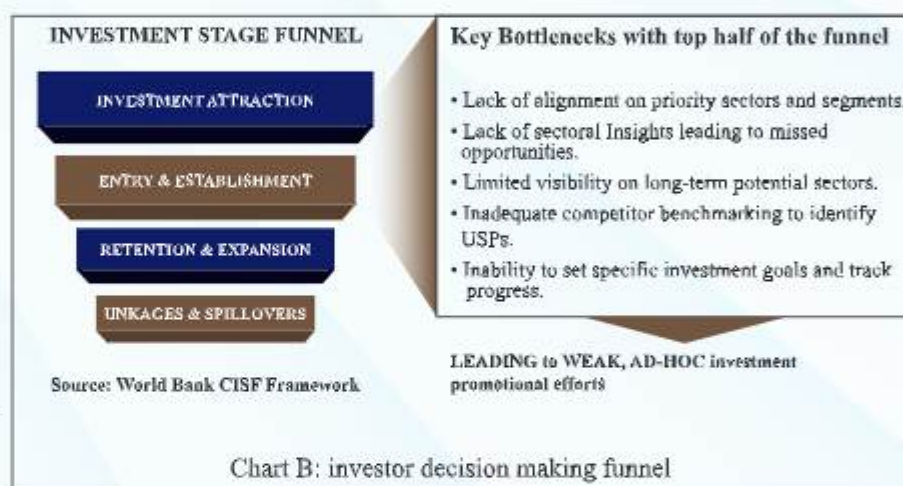 INVESTMENT STAGE FUNNEL
INVESTMENT ATTRACTION
ENTRY & ESTABLISHMENT
RETENTION & EXPANSION
UNKAGES & SPILLOVERS
Source: World Bank CISF Framework
Key Bottlenecks with top half of the funnel
• Lack of alignment on priority sectors and segments.
• Lack of sectoral Insights leading to missed
opportunities.
• Limited visibility on long-term potential sectors.
• Inadequate competitor benchmarking to identify
USPs.
• Inability to set specific investment goals and track
progress.
LEADING to WEAK, AD-HOC investment
promotional efforts
Chart B: investor decision making funnel